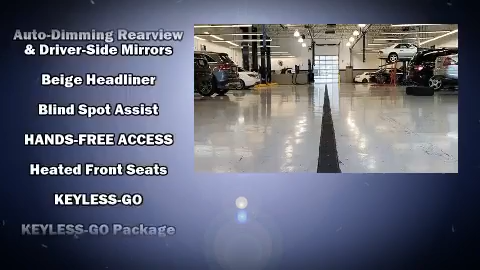 Auto-Dimming Rearview
& Driver-Side Mirrors
Beige Headliner
Blind Spot Assist
HANDS-FREE ACCESS
Heated Front Seats
KEYLESS-GO
KEYLESS-GO Package